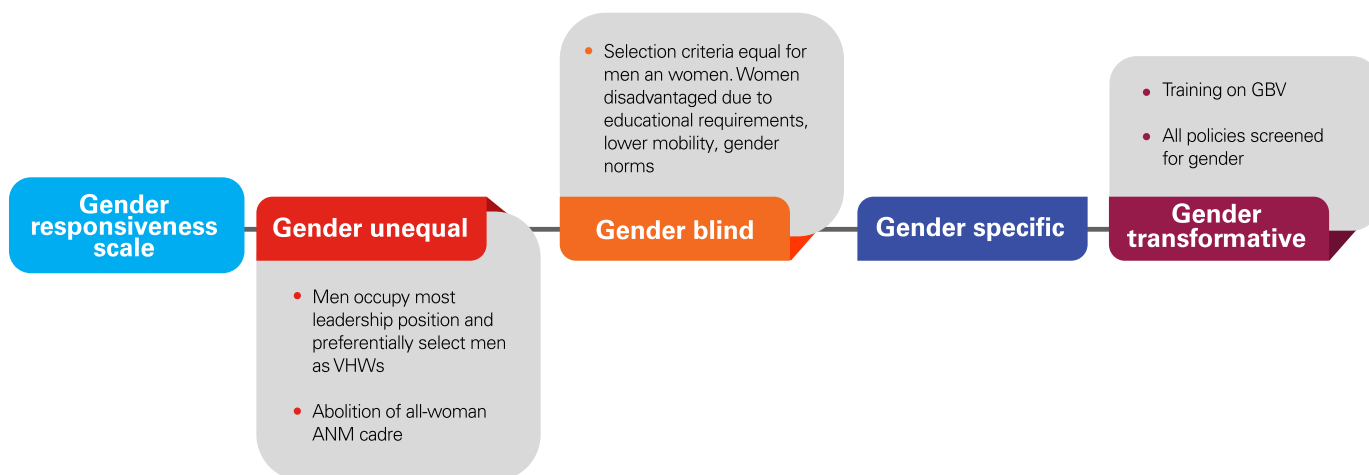 Gender
responsiveness
scale
Gender unequal
Men occupy most
leadership position and
preferentially select men
as VHWs
Abolition of all-woman
ANM cadre
Selection criteria equal for
men an women. Women
disadvantaged due to
educational requirements,
lower mobility, gender
norms
Gender blind
Gender specific
Training on GBV
All policies screened
for gender
Gender
transformative